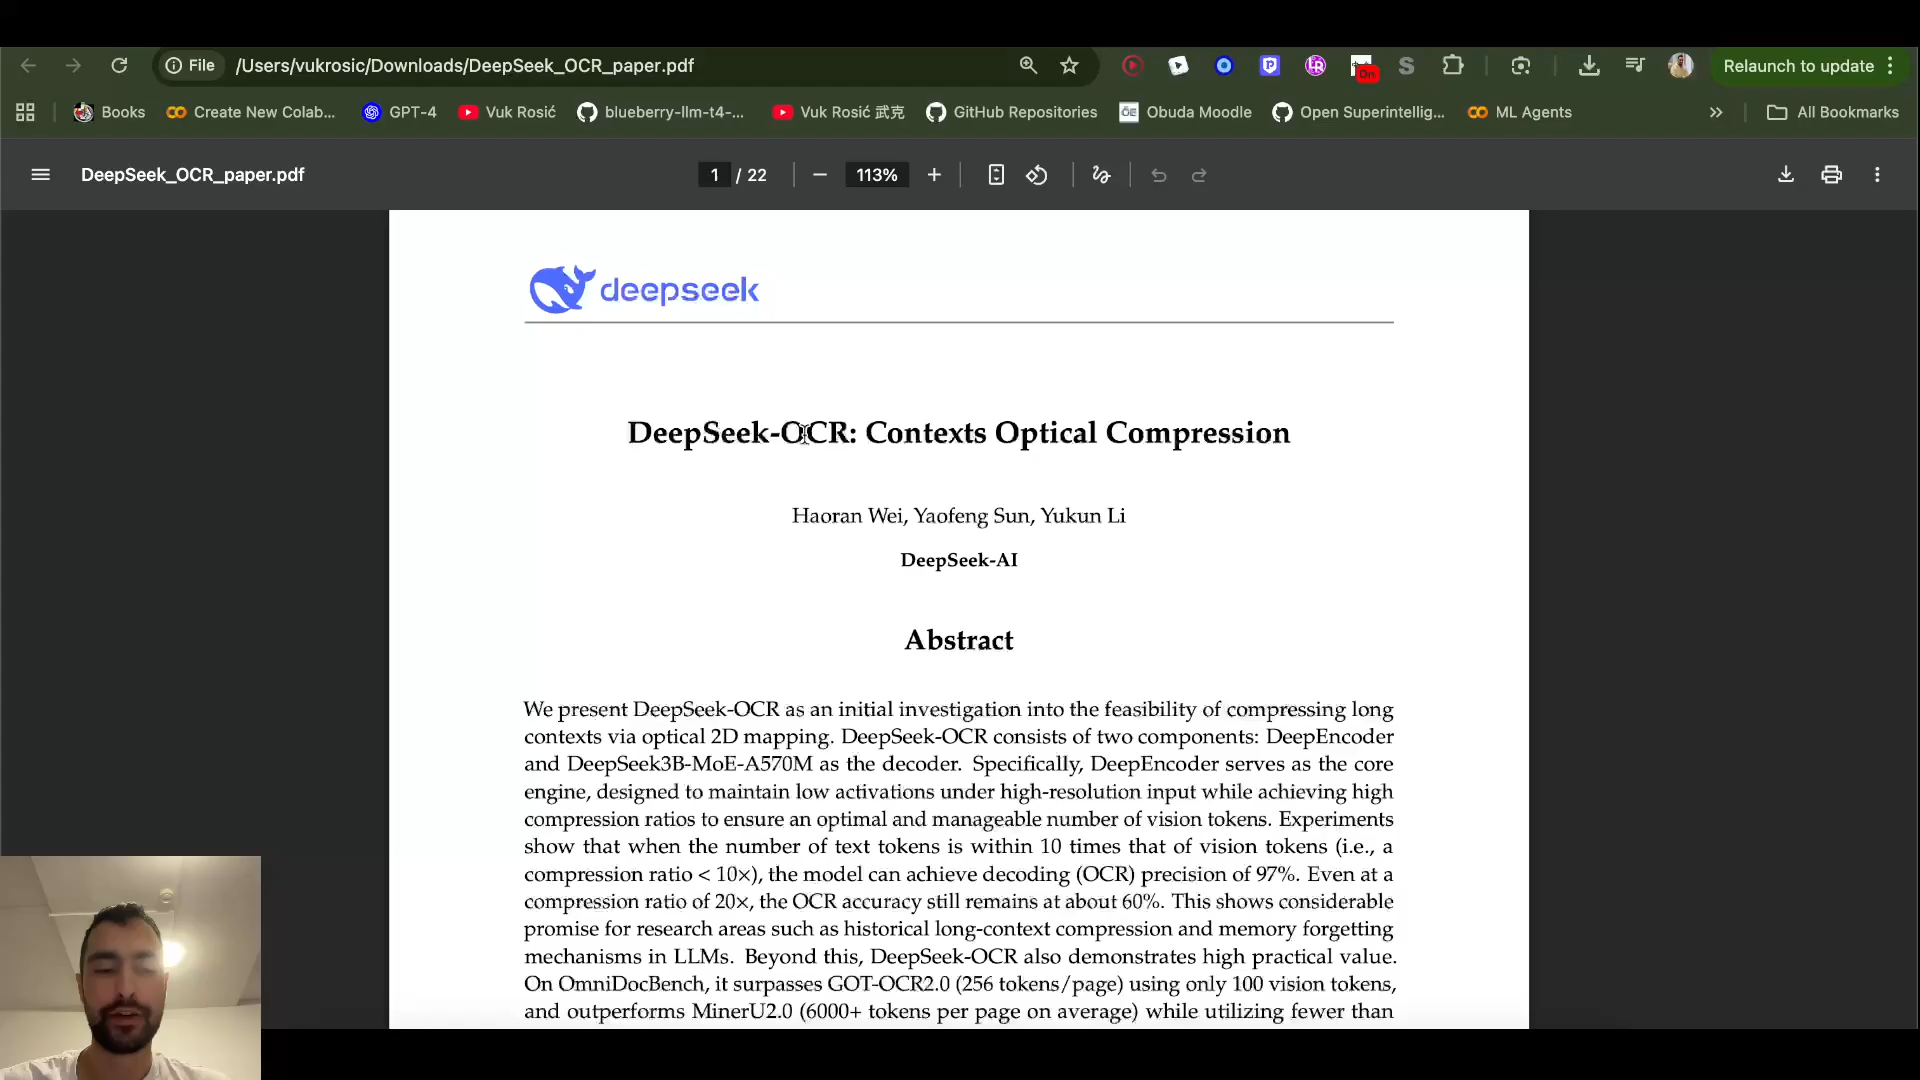 File /Users/vukrosic/Downloads/DeepSeek_OCR_paper.pdf On S Relaunch to update
Books Create New Colab... GPT-4 Vuk Rosić blueberry-llm-t4-... Vuk Rosić 武克 GitHub Repositories Obuda Moodle Open Superintellig... ML Agents » All Bookmarks
DeepSeek_OCR_paper.pdf 1 / 22 − 113% +
deepseek
DeepSeek-OCR: Contexts Optical Compression
Haoran Wei, Yaofeng Sun, Yukun Li
DeepSeek-AI
Abstract
We present DeepSeek-OCR as an initial investigation into the feasibility of compressing long
contexts via optical 2D mapping. DeepSeek-OCR consists of two components: DeepEncoder
and DeepSeek3B-MoE-A570M as the decoder. Specifically, DeepEncoder serves as the core
engine, designed to maintain low activations under high-resolution input while achieving high
compression ratios to ensure an optimal and manageable number of vision tokens. Experiments
show that when the number of text tokens is within 10 times that of vision tokens (i.e., a
compression ratio < 10×), the model can achieve decoding (OCR) precision of 97%. Even at a
compression ratio of 20×, the OCR accuracy still remains at about 60%. This shows considerable
promise for research areas such as historical long-context compression and memory forgetting
mechanisms in LLMs. Beyond this, DeepSeek-OCR also demonstrates high practical value.
On OmniDocBench, it surpasses GOT-OCR2.0 (256 tokens/page) using only 100 vision tokens,
and outperforms MinerU2.0 (6000+ tokens per page on average) while utilizing fewer than